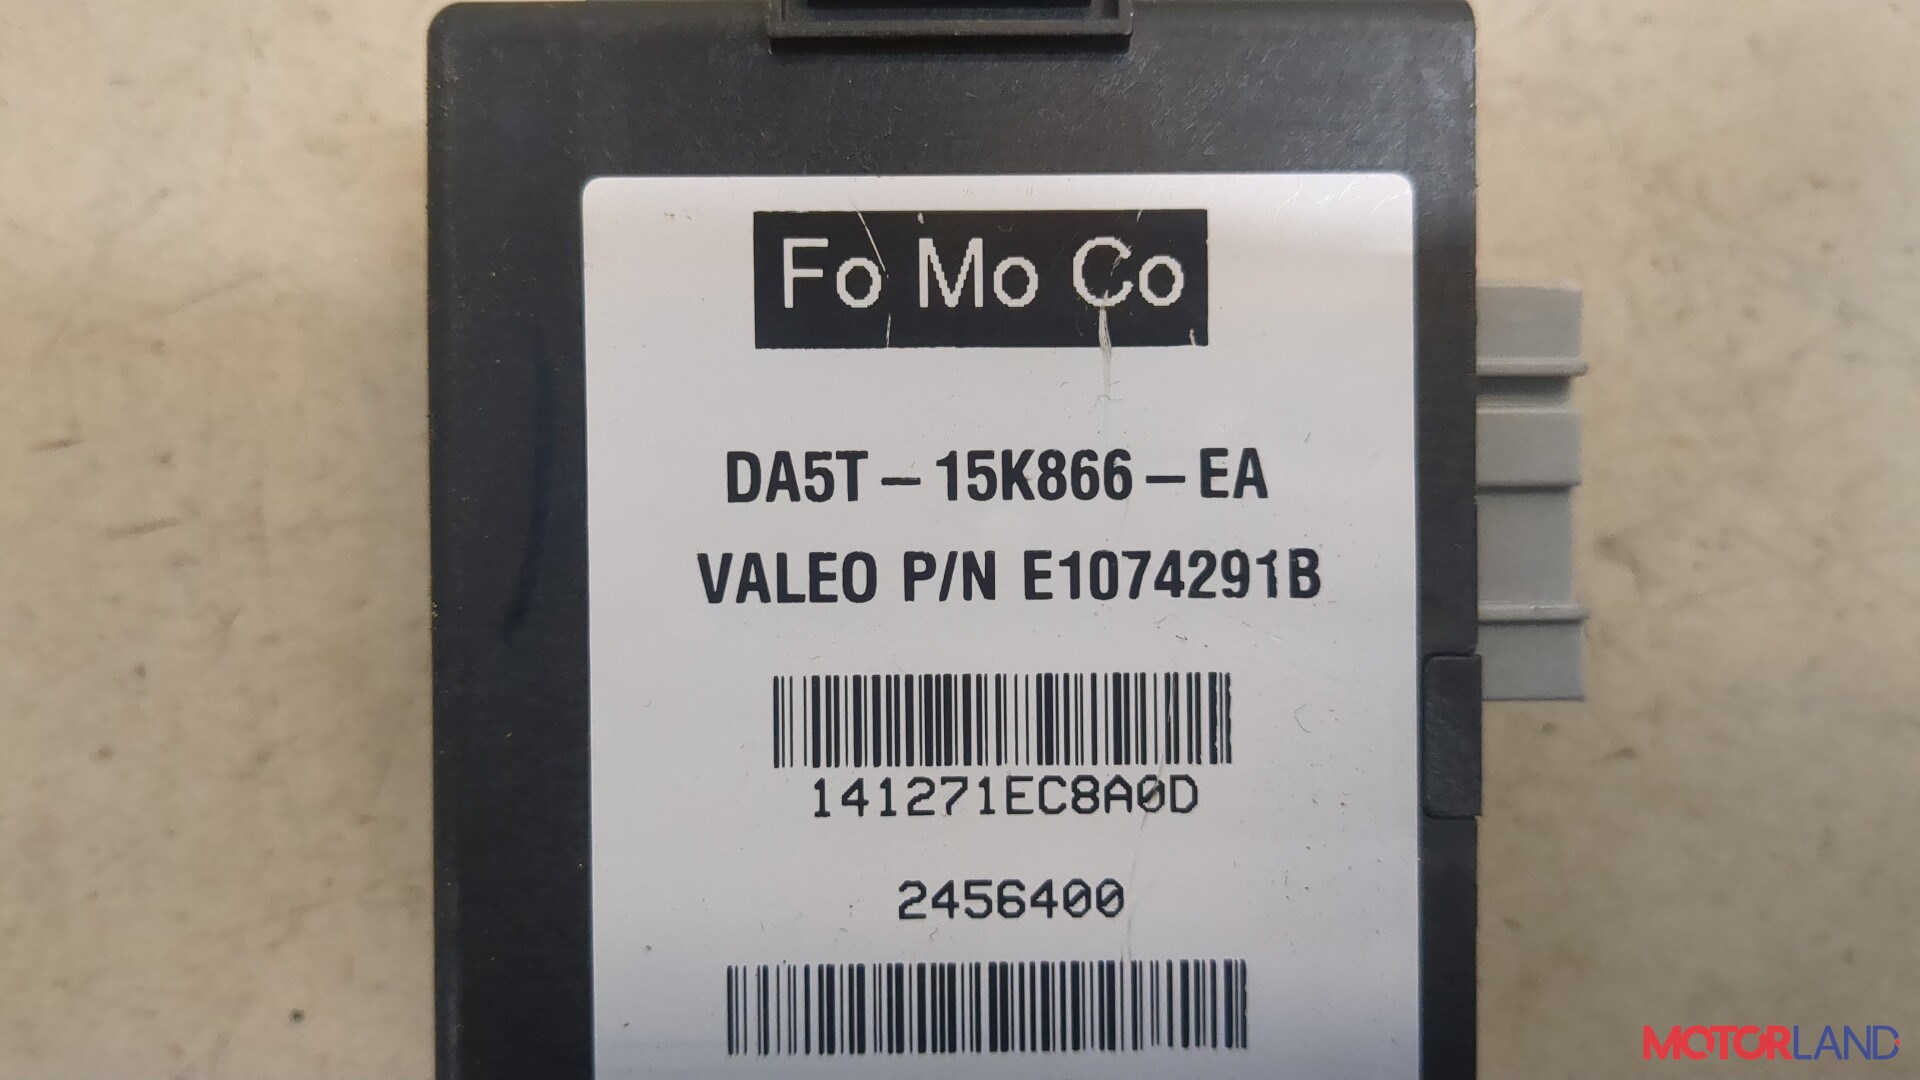 Fo Mo Co
DA5T – 15K866 – EA
VALEO P/N E1074291B
141271EC8A0D
2456400
MOTORLAND